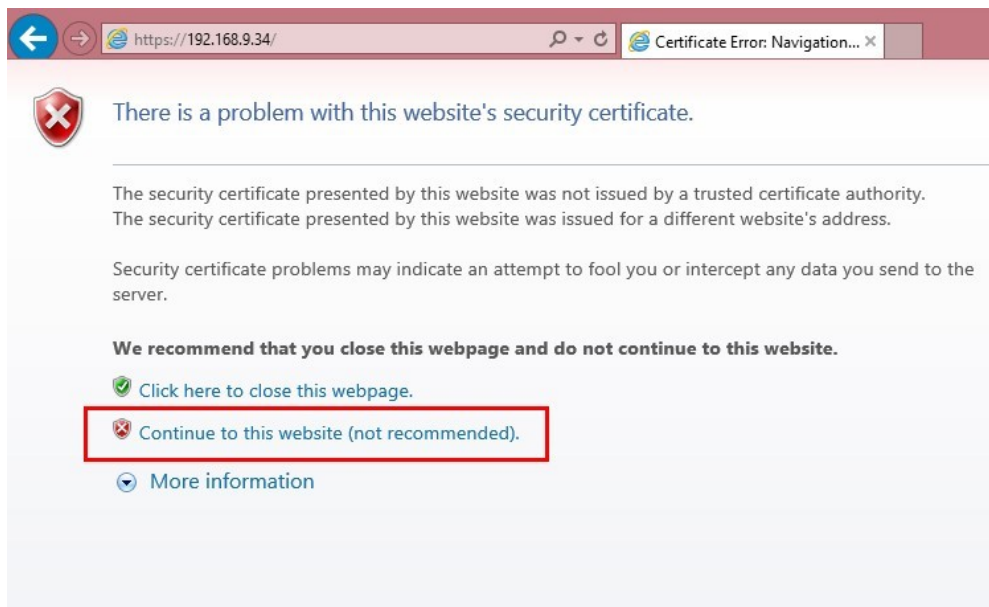 https://192.168.9.34/
Certificate Error: Navigation...
There is a problem with this website's security certificate.
The security certificate presented by this website was not issued by a trusted certificate authority.
The security certificate presented by this website was issued for a different website's address.
Security certificate problems may indicate an attempt to fool you or intercept any data you send to the
server.
We recommend that you close this webpage and do not continue to this website.
Click here to close this webpage.
Continue to this website (not recommended).
More information